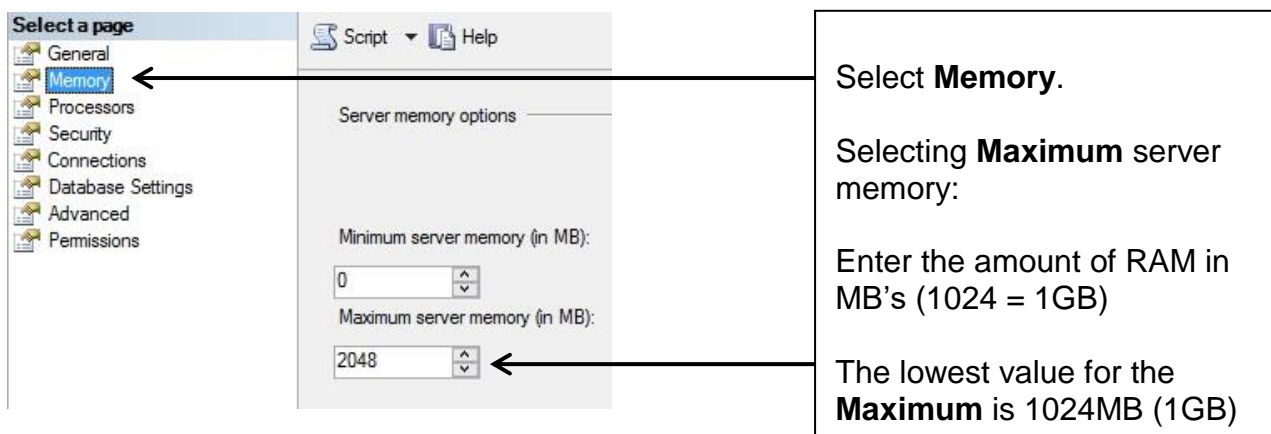 Select a page
General
Memory
Processors
Security
Connections
Database Settings
Advanced
Permissions
Script Help
Server memory options
Minimum server memory (in MB):
0
Maximum server memory (in MB):
2048
Select Memory.
Selecting Maximum server
memory:
Enter the amount of RAM in
MB's (1024 = 1GB)
The lowest value for the
Maximum is 1024MB (1GB)